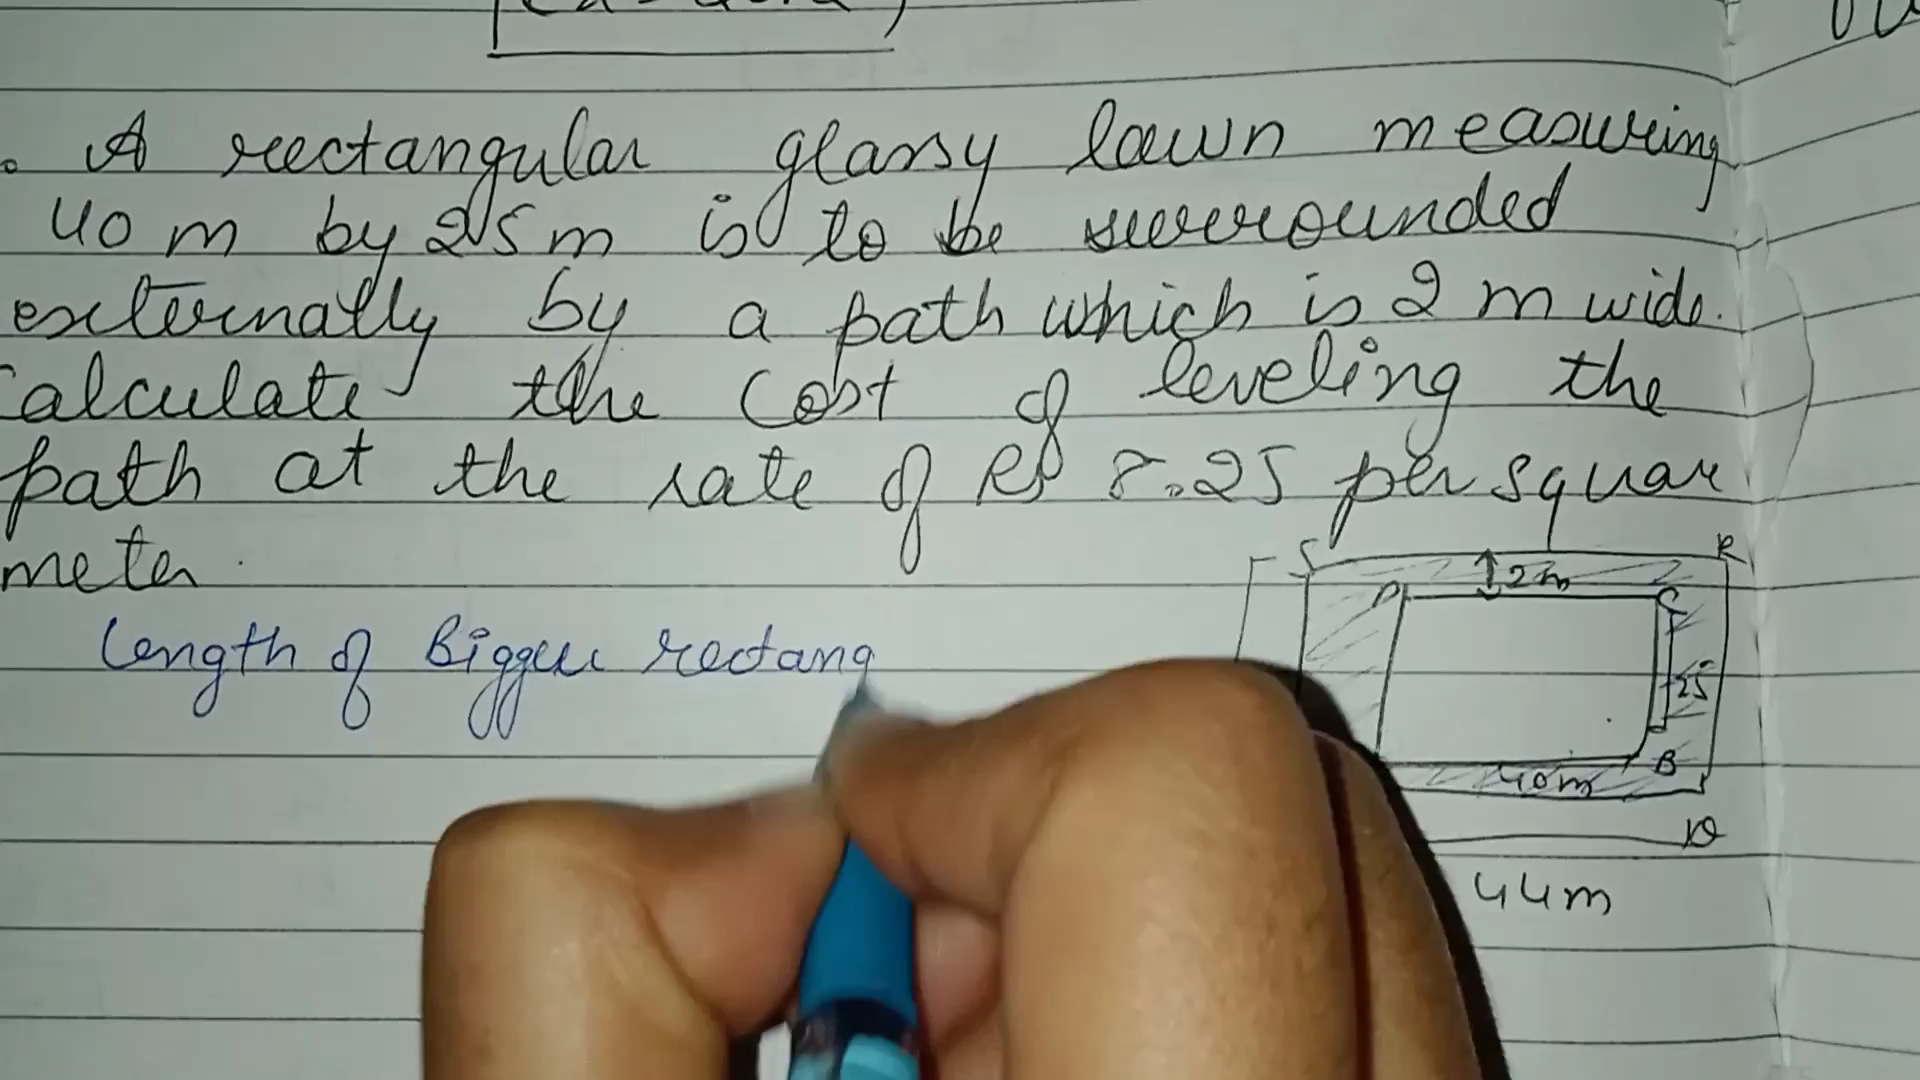 A rectangular glassy lawn measuring
40 m by 25 m is to be surrounded
externally by a path which is 2 m wide.
calculate the cost of leveling the
path at the rate of Rs 8.25 per square
meter.
S R
2m
D C
25
Length of Bigger rectang
B
40m
Q
44m